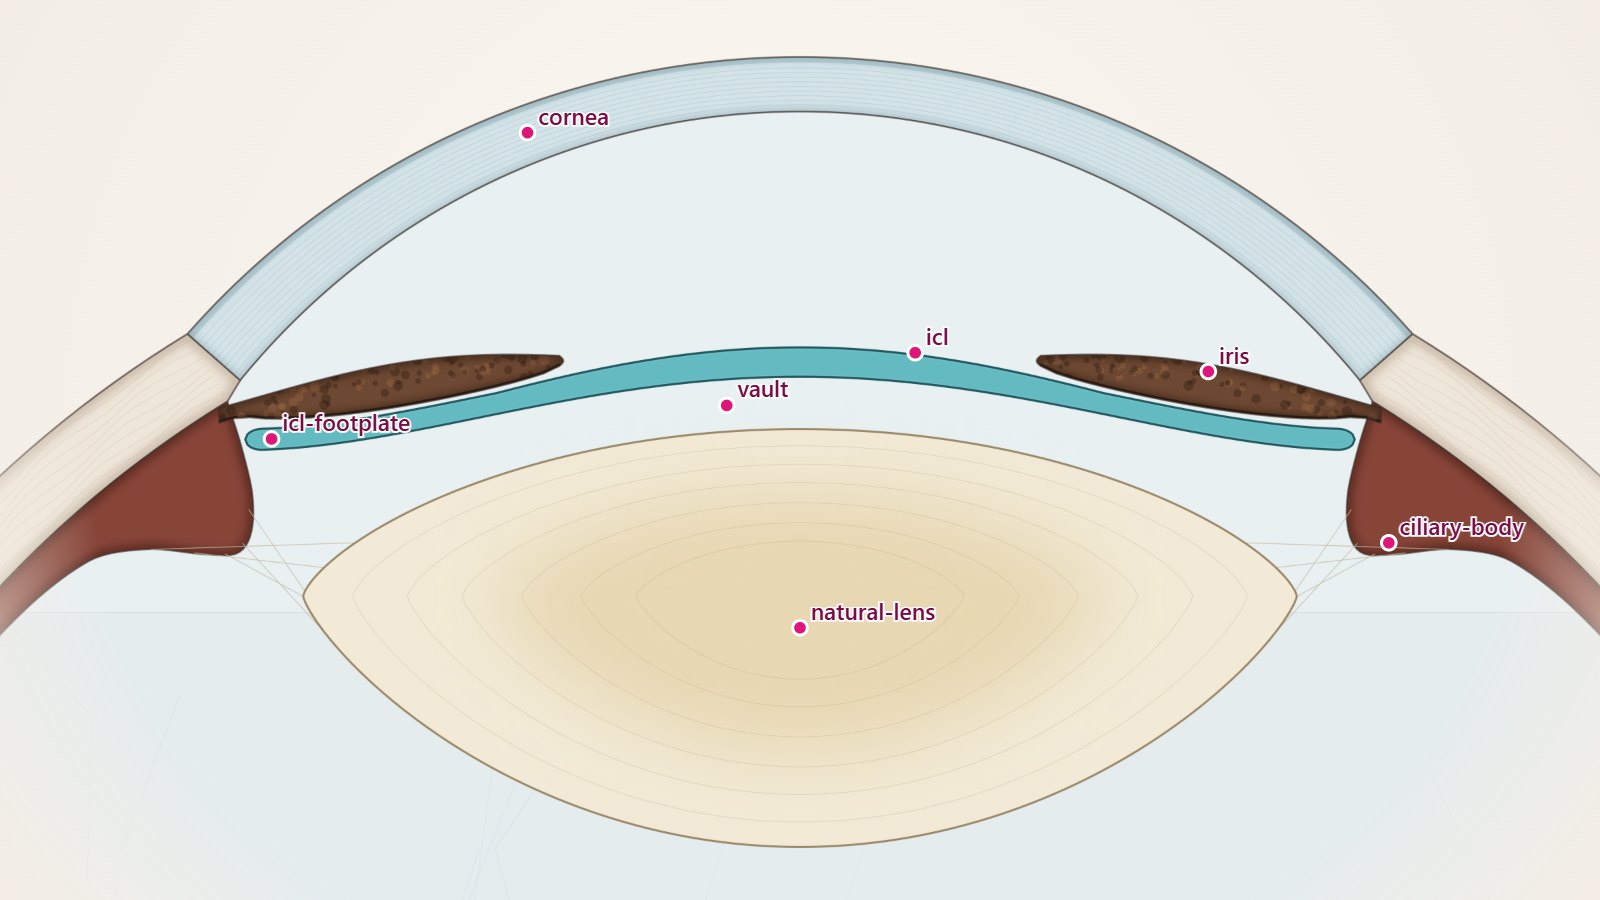 cornea
icl
iris
vault
icl-footplate
ciliary-body
natural-lens